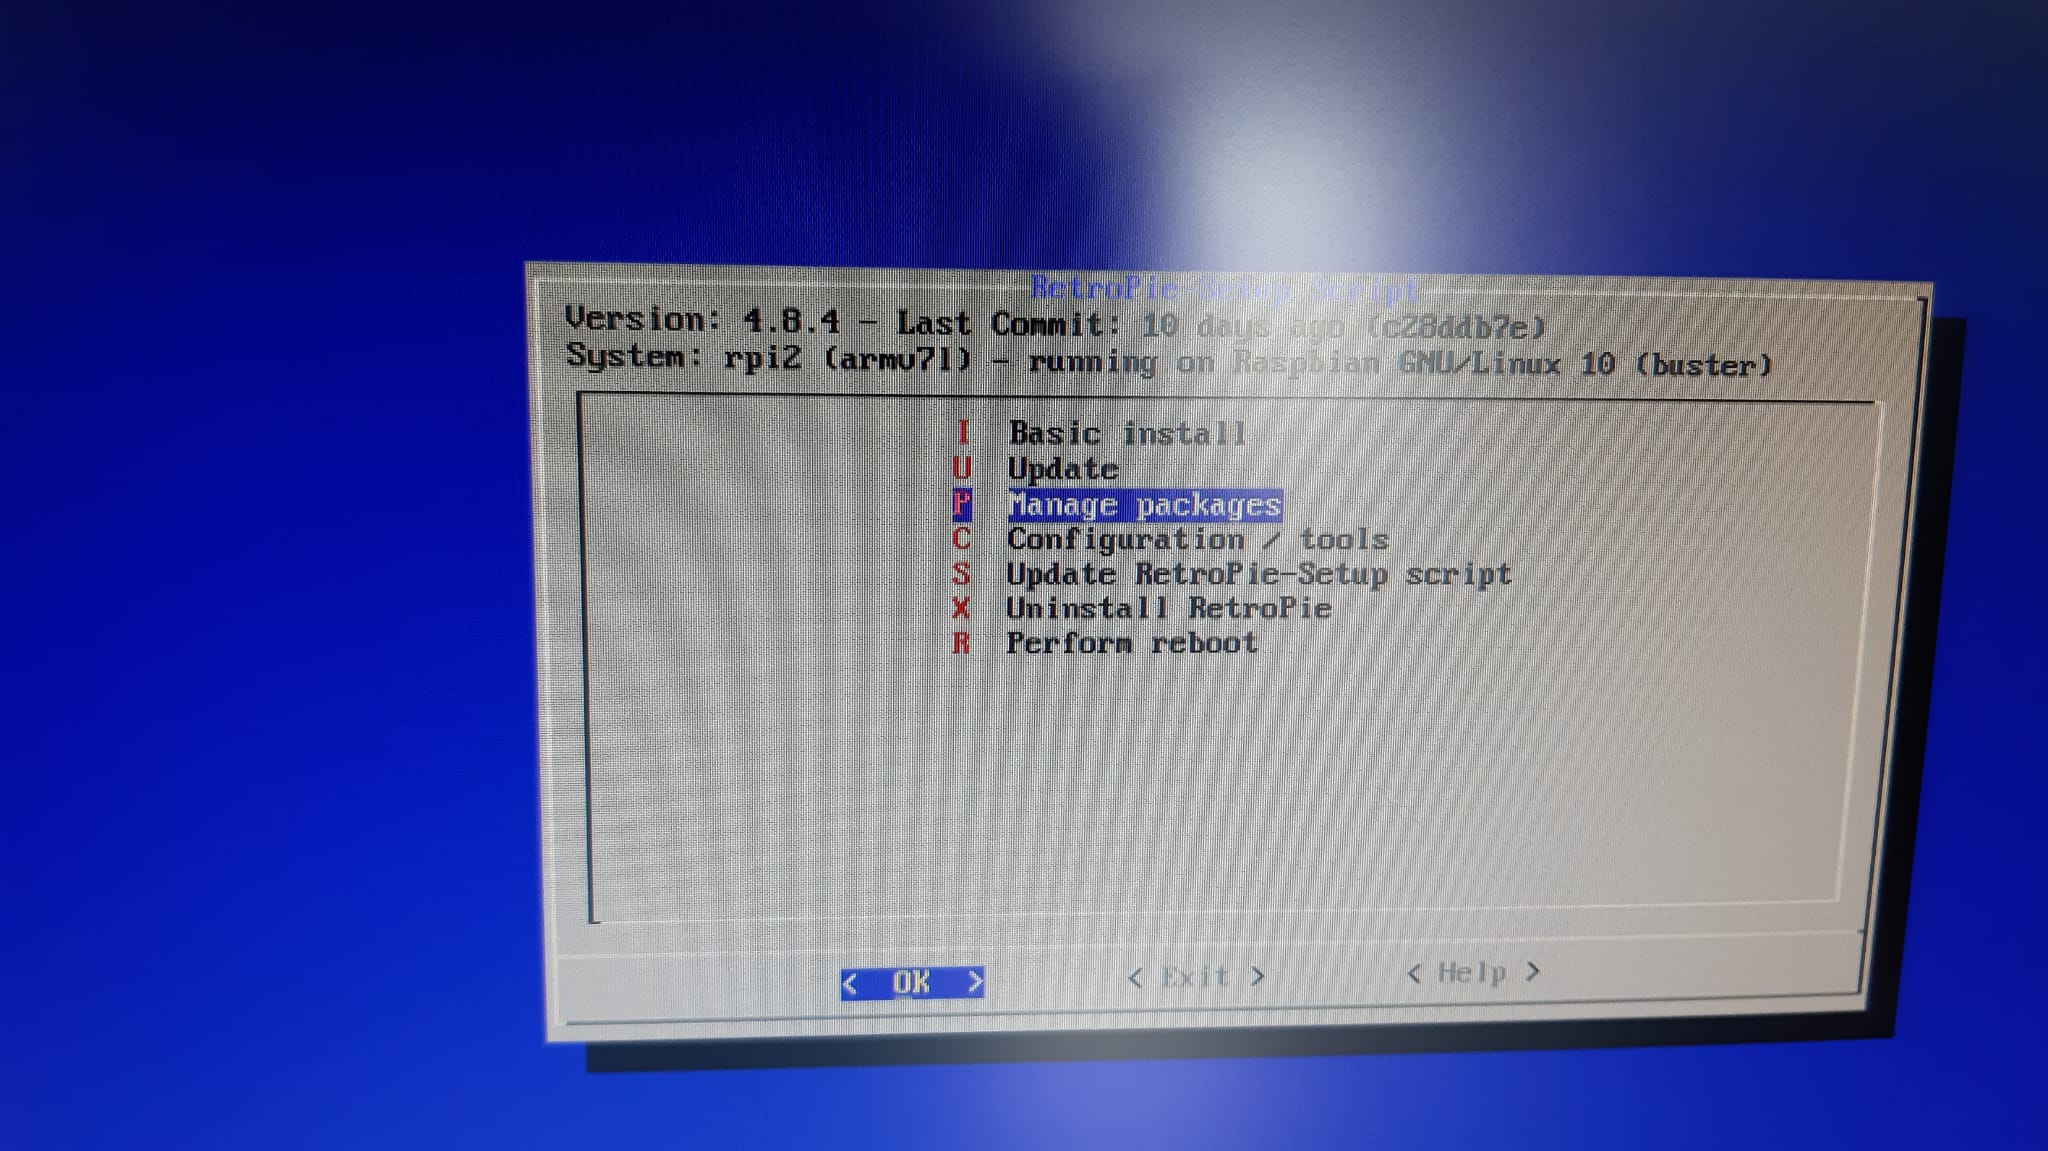 RetroPie-Setup Script
Version: 4.8.4 - Last Commit: 10 days ago (c28ddb7e)
System: rpi2 (armv7l) - running on Raspbian GNU/Linux 10 (buster)
I Basic install
U Update
P Manage packages
C Configuration / tools
S Update RetroPie-Setup script
X Uninstall RetroPie
R Perform reboot
< OK > < Exit > < Help >